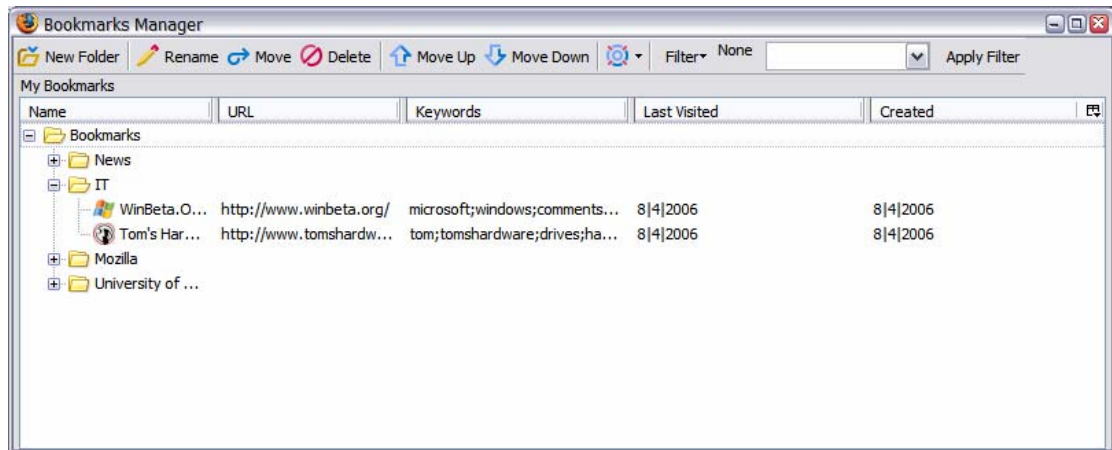 Bookmarks Manager
New Folder Rename Move Delete Move Up Move Down Filter None Apply Filter
My Bookmarks
Name URL Keywords Last Visited Created
Bookmarks
News
IT
WinBeta.O... http://www.winbeta.org/ microsoft;windows;comments... 8|4|2006 8|4|2006
Tom's Har... http://www.tomshardw... tom;tomshardware;drives;ha... 8|4|2006 8|4|2006
Mozilla
University of ...